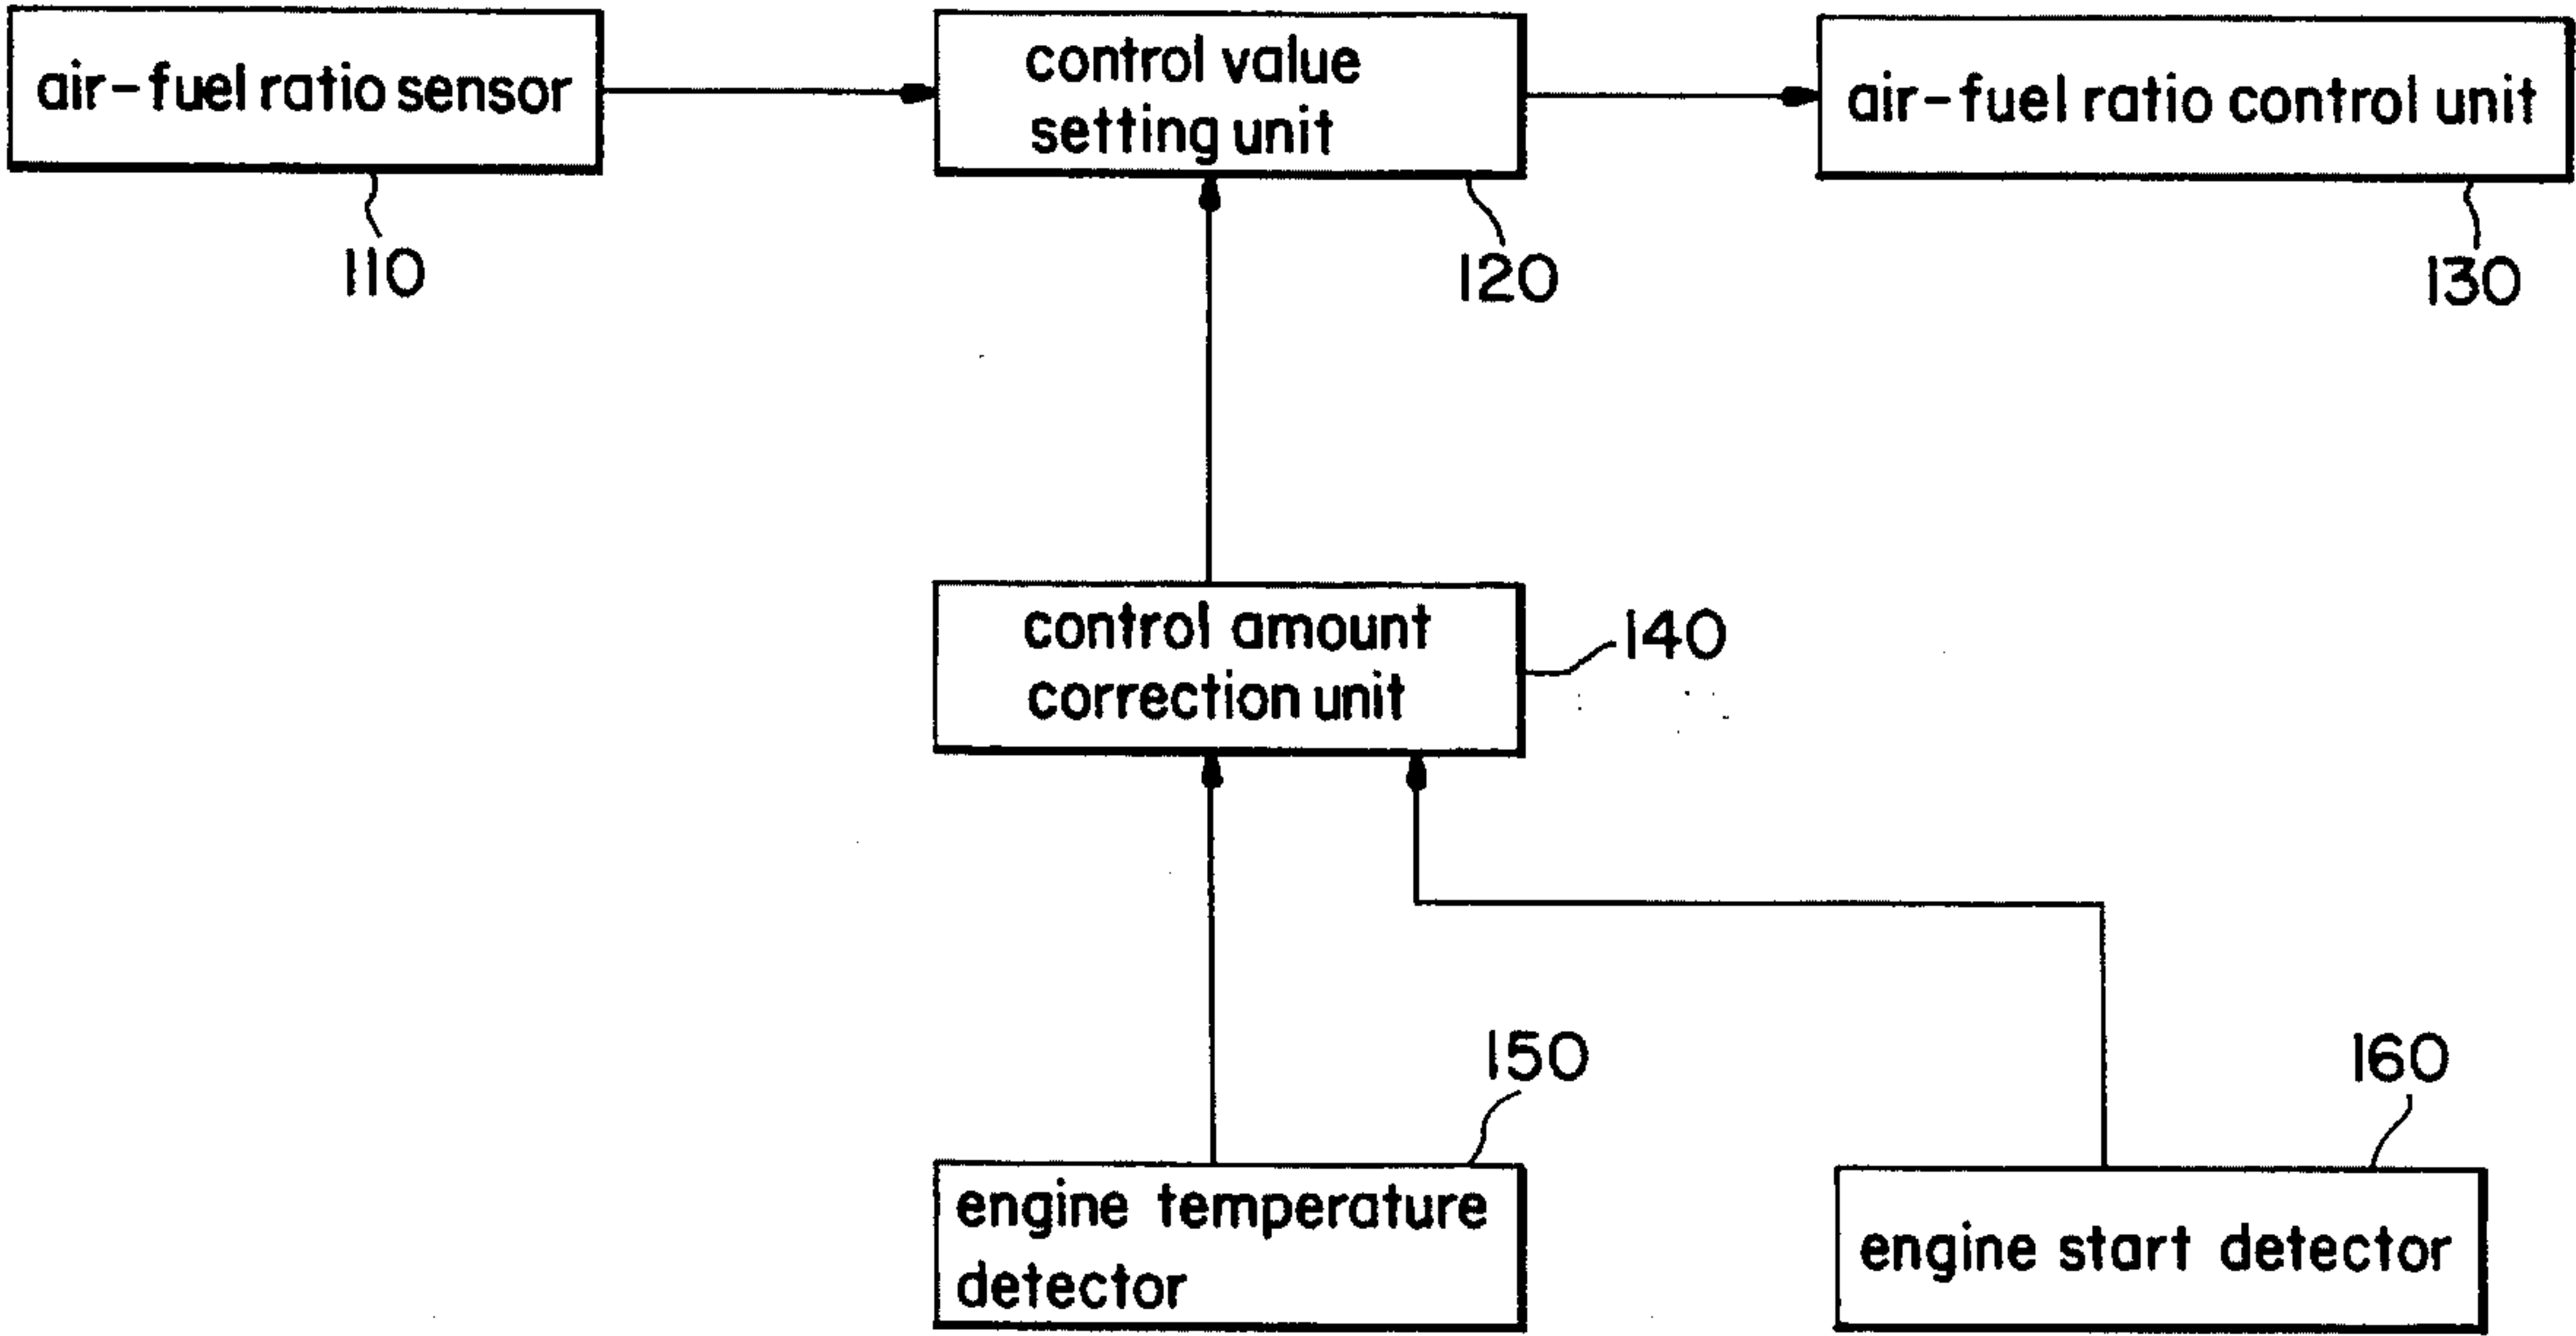 air-fuel ratio sensor
110
control value
setting unit
120
air-fuel ratio control unit
130
control amount
correction unit
140
engine temperature
detector
150
engine start detector
160